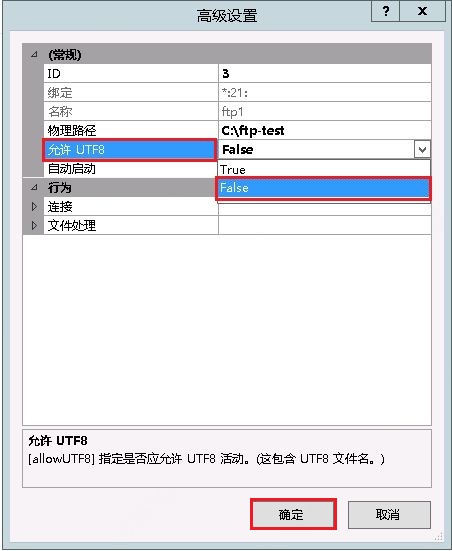 高级设置
?
X
(常规)
ID 3
绑定 *:21:
名称 ftp1
物理路径 C:\ftp-test
允许 UTF8 False
自动启动 True
行为 False
连接
文件处理
允许 UTF8
[allowUTF8] 指定是否应允许 UTF8 活动。(这包含 UTF8 文件名。)
确定 取消